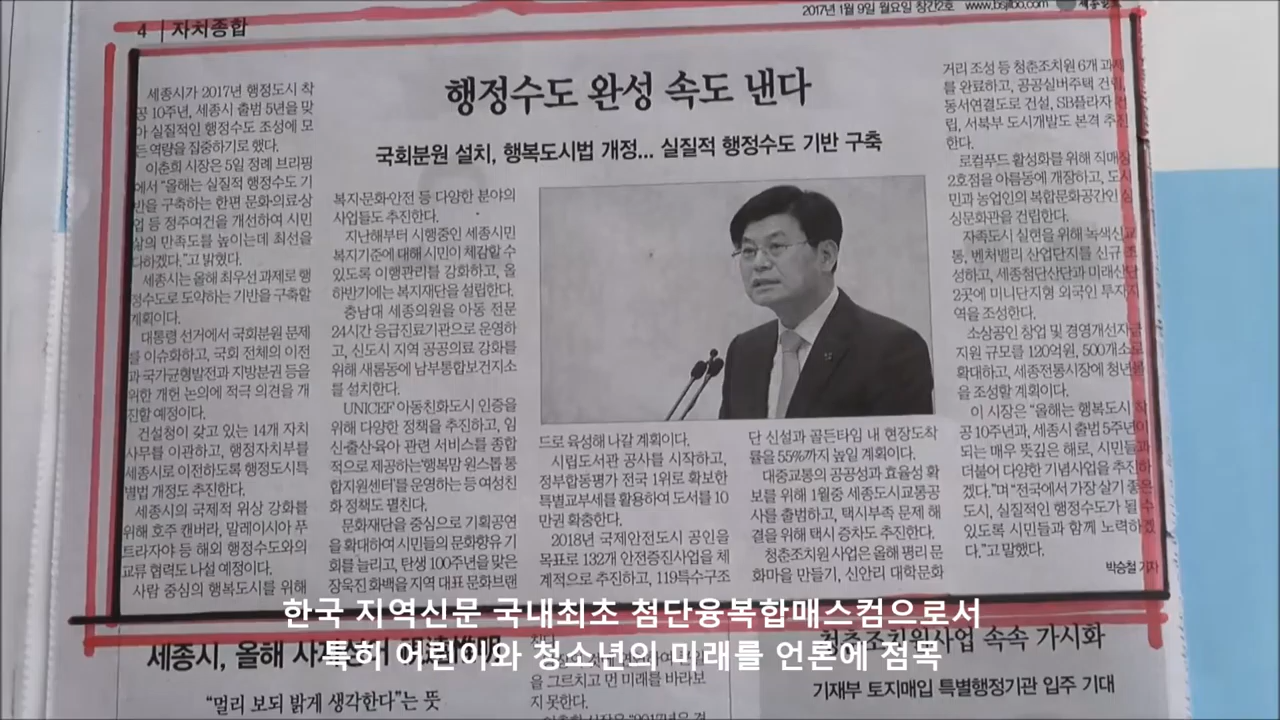 4 자치종합
2017년 1월 9일 월요일 창간2호 www.bsjlbo.com
행정수도 완성 속도 낸다
국회분원 설치, 행복도시법 개정... 실질적 행정수도 기반 구축
세종시가 2017년 행정도시 착
공 10주년, 세종시 출범 5년을 맞
아 실질적인 행정수도 조성에 모
든 역량을 집중하기로 했다.
이춘희 시장은 5일 정례 브리핑
에서 "올해는 실질적 행정수도 기
반을 구축하는 한편 문화·의료·상
업 등 정주여건을 개선하여 시민
삶의 만족도를 높이는데 최선을
다하겠다."고 밝혔다.
세종시는 올해 최우선 과제로 행
정수도로 도약하는 기반을 구축할
계획이다.
대통령 선거에서 국회분원 문제
를 이슈화하고, 국회 전체의 이전
과 국가균형발전과 지방분권 등을
위한 개헌 논의에 적극 의견을 개
진할 예정이다.
건설청이 갖고 있는 14개 자치
사무를 이관하고, 행정자치부를
세종시로 이전하도록 행정도시특
별법 개정도 추진한다.
세종시의 국제적 위상 강화를
위해 호주 캔버라, 말레이시아 푸
트라자야 등 해외 행정수도와의
교류 협력도 나설 예정이다.
사람 중심의 행복도시를 위해
복지·문화·안전 등 다양한 분야의
사업들도 추진한다.
지난해부터 시행중인 세종시민
복지기준에 대해 시민이 체감할 수
있도록 이행관리를 강화하고, 올
하반기에는 복지재단을 설립한다.
충남대 세종의원을 아동 전문
24시간 응급진료기관으로 운영하
고, 신도시 지역 공공의료 강화를
위해 새롬동에 남부통합보건지소
를 설치한다.
UNICEF 아동친화도시 인증을
위해 다양한 정책을 추진하고, 임
신·출산·육아 관련 서비스를 종합
적으로 제공하는'행복맘 원스톱 통
합지원센터'를 운영하는 등 여성친
화 정책도 펼친다.
문화재단을 중심으로 기획공연
을 확대하여 시민들의 문화향유 기
회를 늘리고, 탄생 100주년을 맞은
장욱진 화백을 지역 대표 문화브랜
드로 육성해 나갈 계획이다.
시립도서관 공사를 시작하고,
정부합동평가 전국 1위로 확보한
특별교부세를 활용하여 도서를 10
만권 확충한다.
2018년 국제안전도시 공인을
목표로 132개 안전증진사업을 체
계적으로 추진하고, 119특수구조
단 신설과 골든타임 내 현장도착
률을 55%까지 높일 계획이다.
대중교통의 공공성과 효율성 확
보를 위해 1월중 세종도시교통공
사를 출범하고, 택시부족 문제 해
결을 위해 택시 증차도 추진한다.
청춘조치원 사업은 올해 평리 문
화마을 만들기, 신안리 대학문화
거리 조성 등 청춘조치원 6개 과제
를 완료하고, 공공실버주택 건립,
동서연결도로 건설, SB플라자 건
립, 서북부 도시개발도 본격 추진
한다.
로컬푸드 활성화를 위해 직매장
2호점을 아름동에 개장하고, 도시
민과 농업인의 복합문화공간인 싱
싱문화관을 건립한다.
자족도시 실현을 위해 녹색신교
통, 벤처밸리 산업단지를 신규 조
성하고, 세종첨단산단과 미래산단
2곳에 미니단지형 외국인 투자지
역을 조성한다.
소상공인 창업 및 경영개선자금
지원 규모를 120억원, 500개소로
확대하고, 세종전통시장에 청년몰
을 조성할 계획이다.
이 시장은 "올해는 행복도시 착
공 10주년과, 세종시 출범 5주년이
되는 매우 뜻깊은 해로, 시민들과
더불어 다양한 기념사업을 추진하
겠다."며 "전국에서 가장 살기 좋은
도시, 실질적인 행정수도가 될 수
있도록 시민들과 함께 노력하겠
다."고 말했다.
박승철 기자
한국 지역신문 국내최초 첨단융복합매스컴으로서
특히 어린이와 청소년의 미래를 언론에 접목
세종시, 올해
"멀리 보되 밝게 생각한다"는 뜻
을 그르치고 먼 미래를 바라보
지 못한다.
청춘조치원사업 속속 가시화
기재부 토지매입 특별행정기관 입주 기대